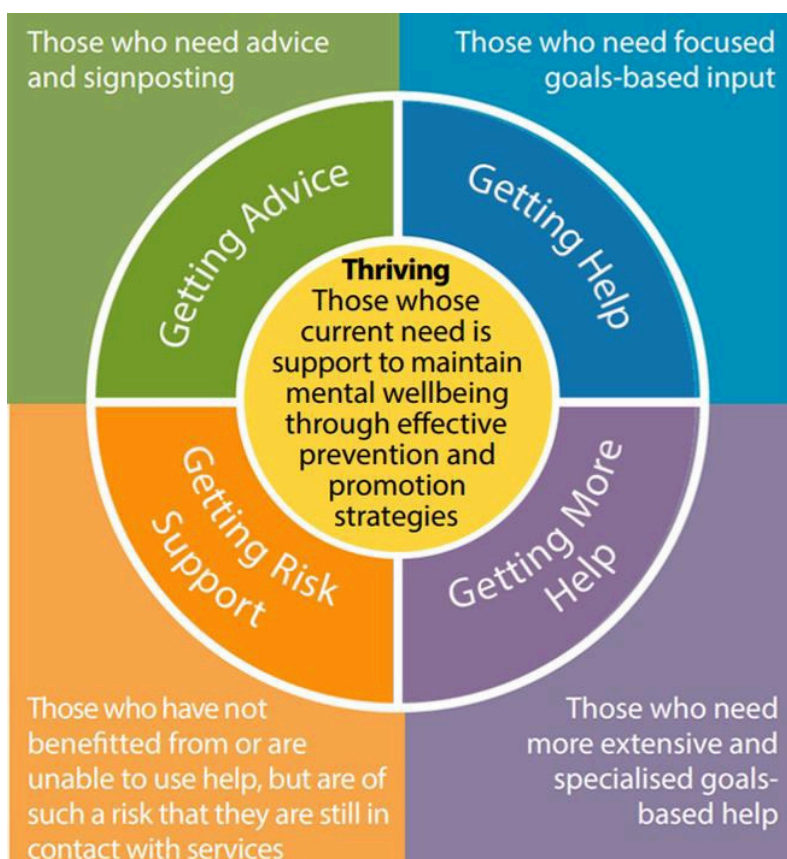 Those who need advice
and signposting
Those who need focused
goals-based input
Getting Advice
Getting Help
Thriving
Those whose
current need is
support to maintain
mental wellbeing
through effective
prevention and
promotion
strategies
Getting Risk
Support
Getting More
Help
Those who have not
benefitted from or are
unable to use help, but are of
such a risk that they are still in
contact with services
Those who need
more extensive and
specialised goals-
based help